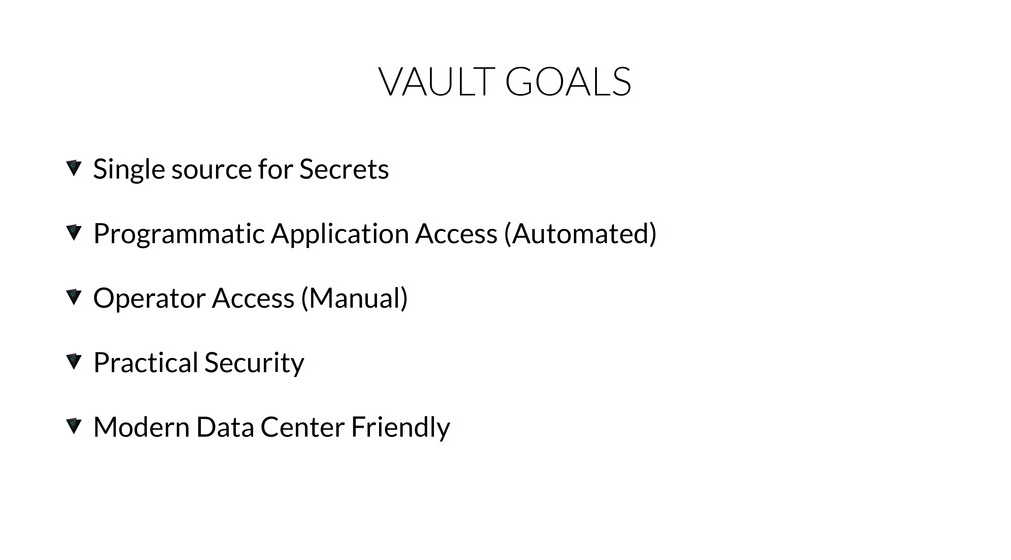 VAULT GOALS
Single source for Secrets
Programmatic Application Access (Automated)
Operator Access (Manual)
Practical Security
Modern Data Center Friendly